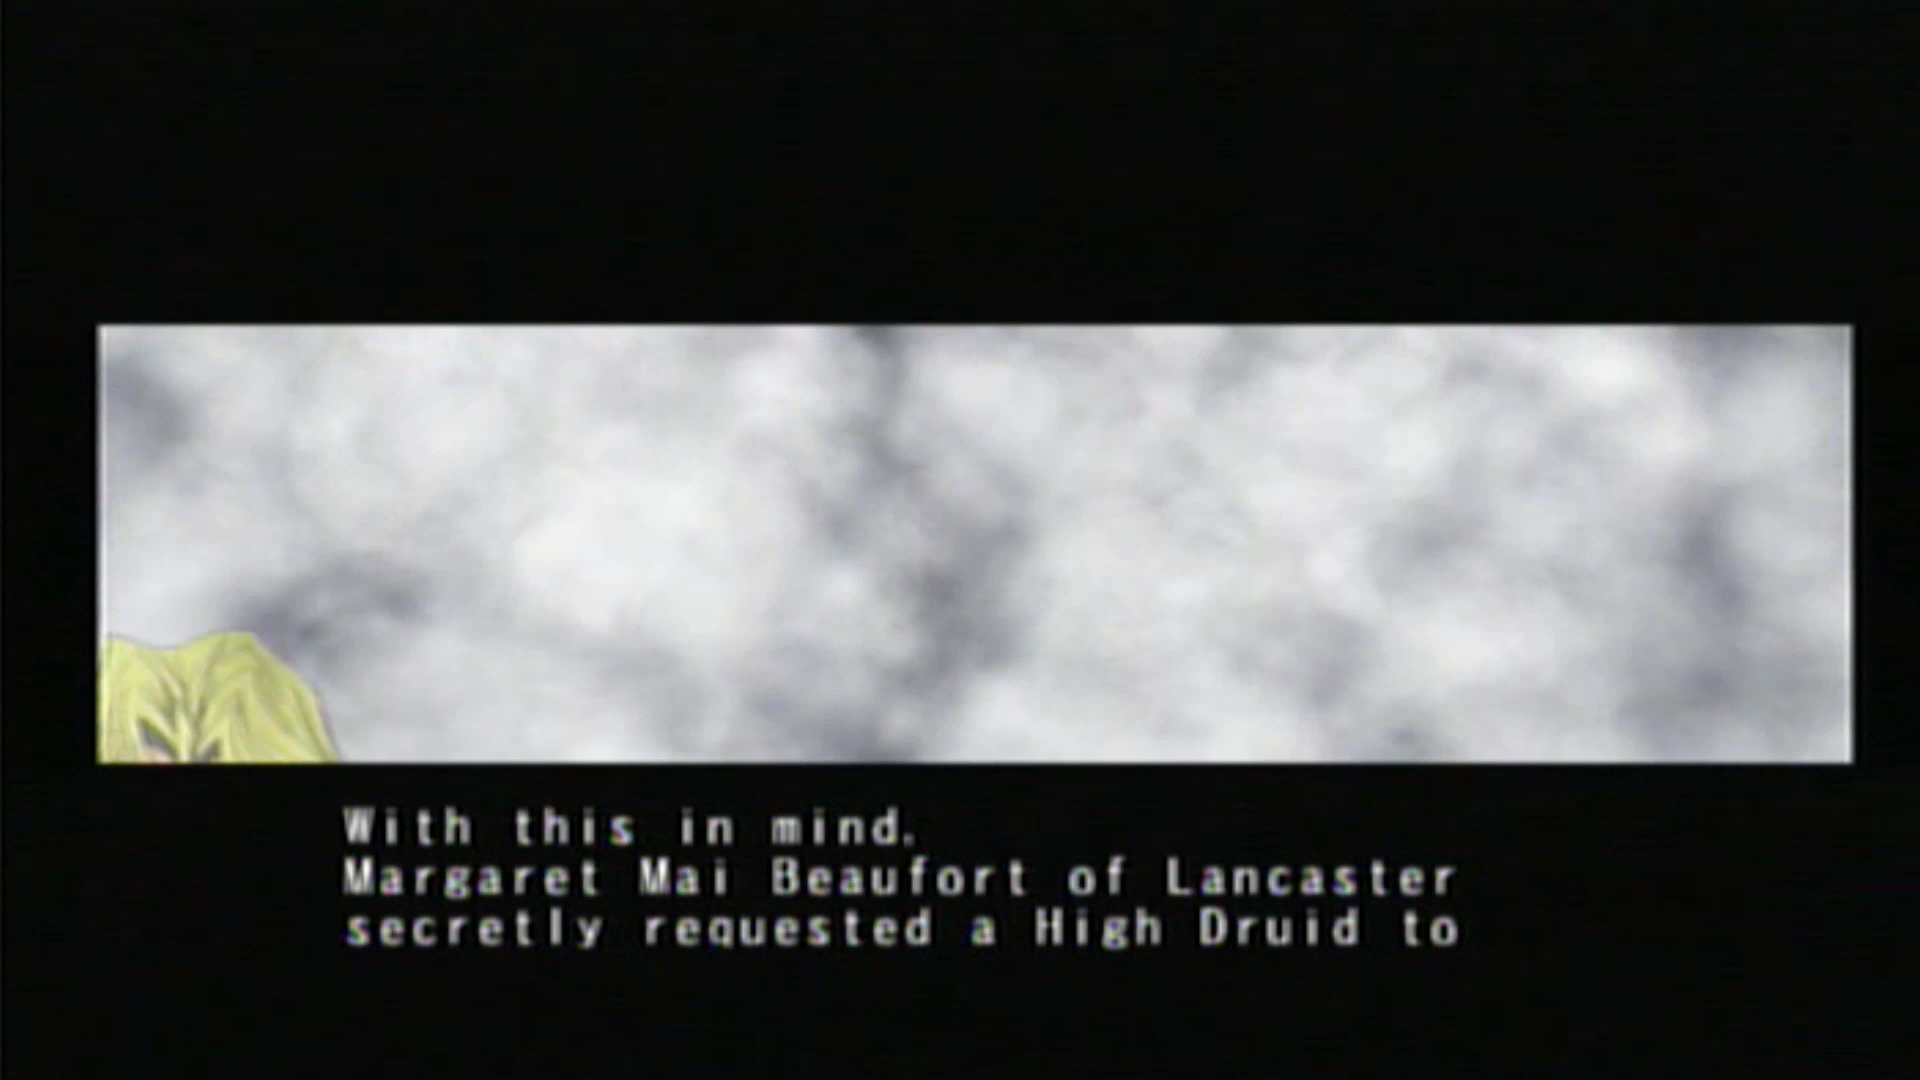 With this in mind.
Margaret Mai Beaufort of Lancaster
secretly requested a High Druid to